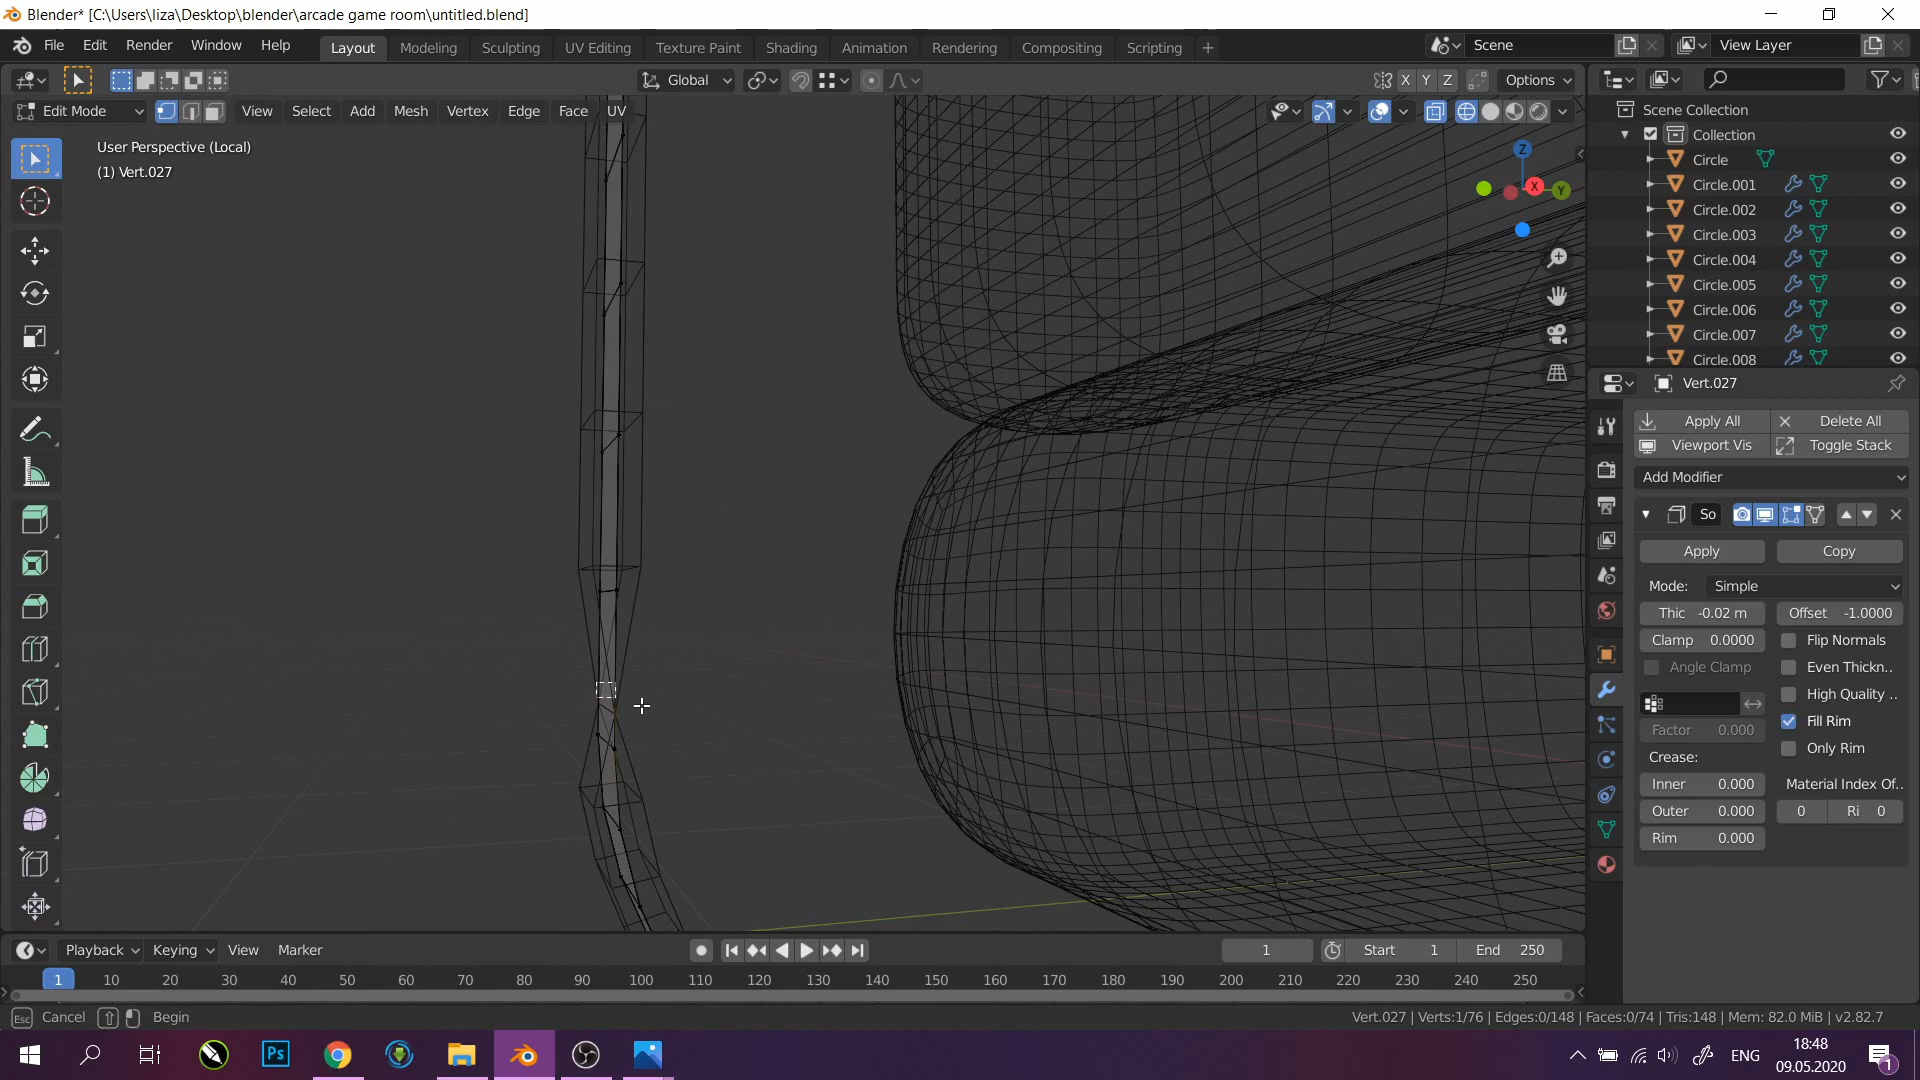 Blender* [C:\Users\liza\Desktop\blender\arcade game room\untitled.blend]
File Edit Render Window Help Layout Modeling Sculpting UV Editing Texture Paint Shading Animation Rendering Compositing Scripting + Scene View Layer
Global X Y Z Options
Edit Mode View Select Add Mesh Vertex Edge Face UV
User Perspective (Local)
(1) Vert.027
Z
X
Y
Scene Collection
Collection
Circle
Circle.001
Circle.002
Circle.003
Circle.004
Circle.005
Circle.006
Circle.007
Circle.008
Vert.027
Apply All Delete All
Viewport Vis Toggle Stack
Add Modifier
So
Apply Copy
Mode: Simple
Thic -0.02 m Offset -1.0000
Clamp 0.0000 Flip Normals
Angle Clamp Even Thickn..
High Quality ..
Fill Rim
Factor 0.000
Only Rim
Crease:
Inner 0.000 Material Index Of..
Outer 0.000 0 Ri 0
Rim 0.000
Playback Keying View Marker 1 Start 1 End 250
1 10 20 30 40 50 60 70 80 90 100 110 120 130 140 150 160 170 180 190 200 210 220 230 240 250
Esc Cancel Begin Vert.027 | Verts:1/76 | Edges:0/148 | Faces:0/74 | Tris:148 | Mem: 82.0 MiB | v2.82.7
Ps ENG 18:48
09.05.2020
1